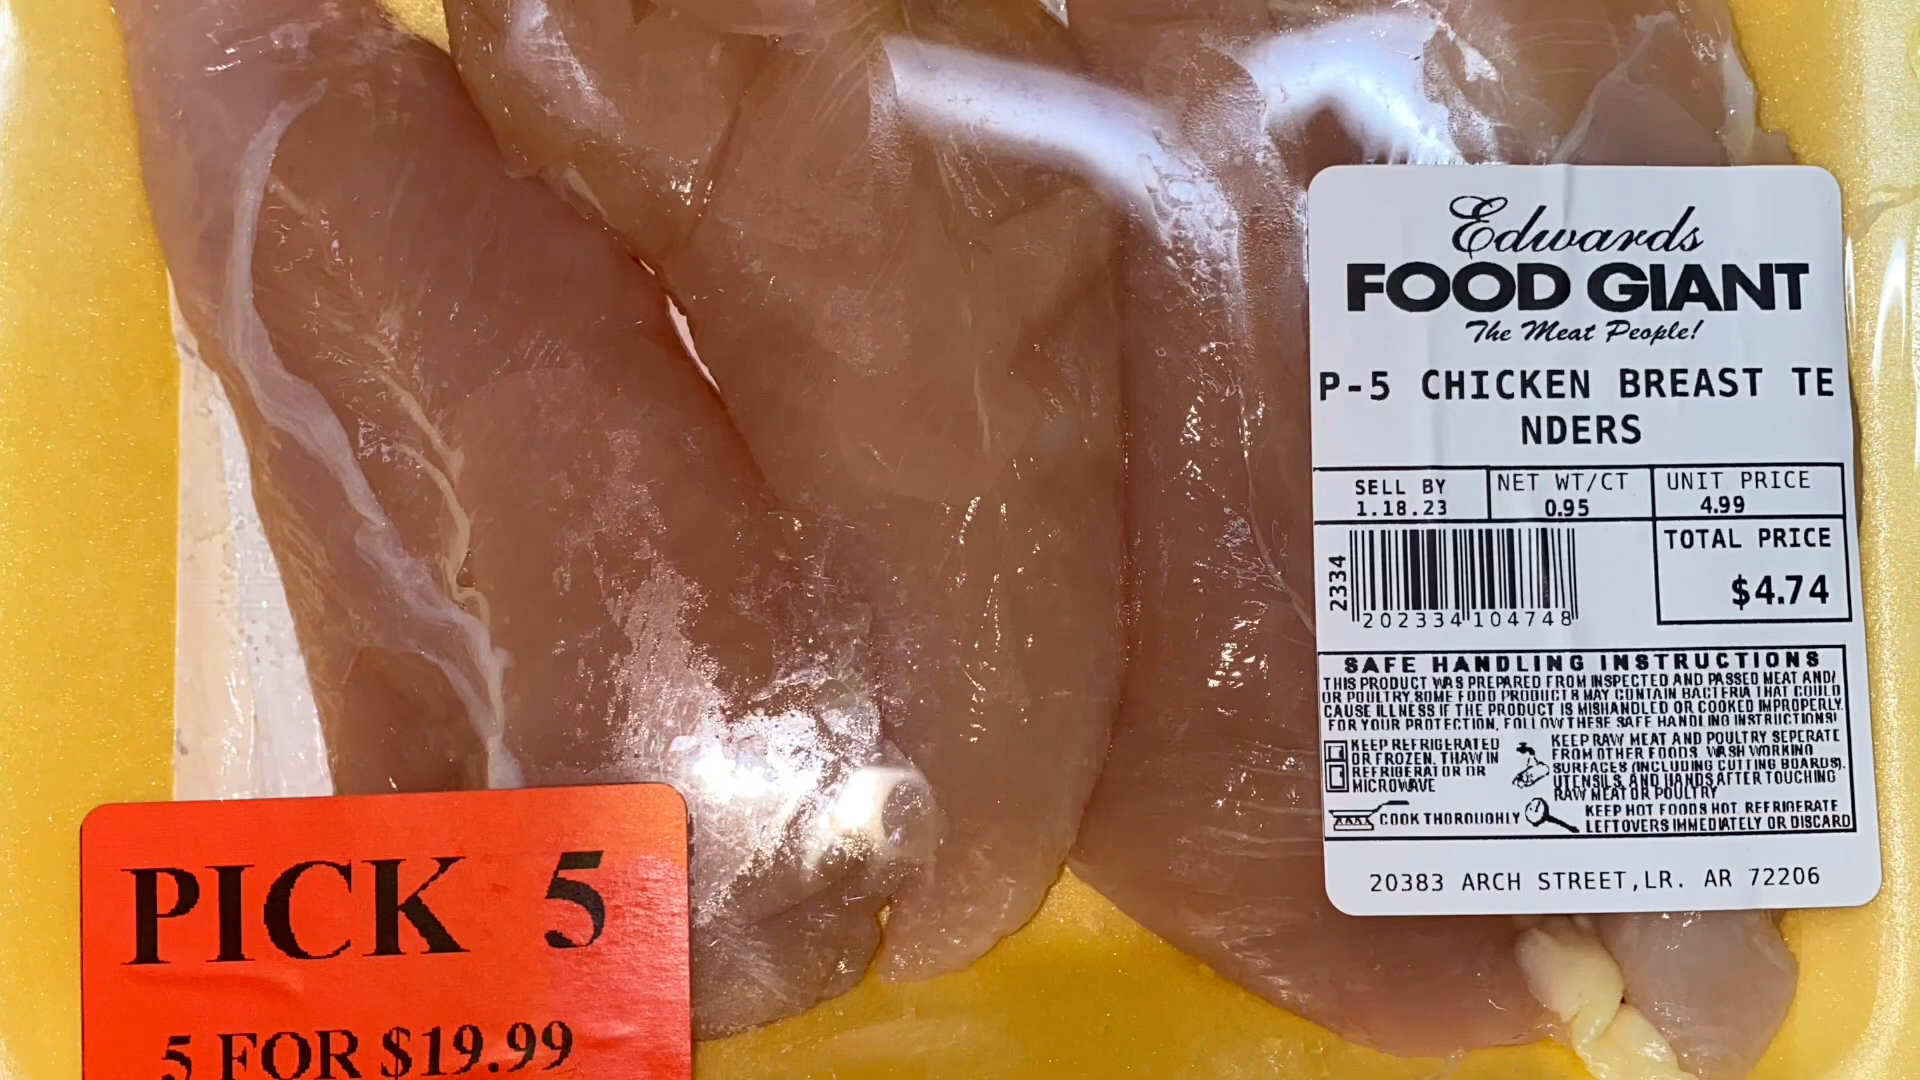 Edwards
FOOD GIANT
The Meat People!
P-5 CHICKEN BREAST TE
NDERS
SELL BY
1.18.23
NET WT/CT
0.95
UNIT PRICE
4.99
TOTAL PRICE
$4.74
2334
202334 104748
SAFE HANDLING INSTRUCTIONS
THIS PRODUCT WAS PREPARED FROM INSPECTED AND PASSED MEAT AND/
OR POULTRY. SOME FOOD PRODUCTS MAY CONTAIN BACTERIA THAT COULD
CAUSE ILLNESS IF THE PRODUCT IS MISHANDLED OR COOKED IMPROPERLY.
FOR YOUR PROTECTION, FOLLOW THESE SAFE HANDLING INSTRUCTIONS!
KEEP REFRIGERATED
OR FROZEN. THAW IN
REFRIGERATOR OR
MICROWAVE
KEEP RAW MEAT AND POULTRY SEPERATE
FROM OTHER FOODS. WASH WORKING
SURFACES (INCLUDING CUTTING BOARDS),
UTENSILS, AND HANDS AFTER TOUCHING
RAW MEAT OR POULTRY
COOK THOROUGHLY
KEEP HOT FOODS HOT. REFRIGERATE
LEFTOVERS IMMEDIATELY OR DISCARD
20383 ARCH STREET,LR. AR 72206
PICK 5
5 FOR $19.99